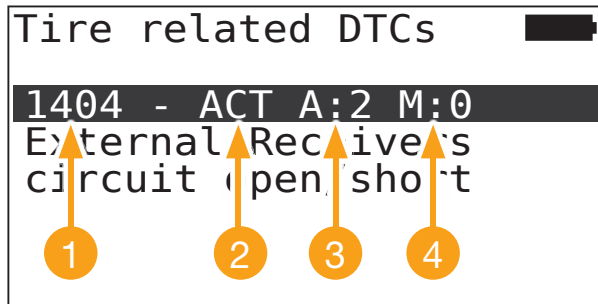 Tire related DTCs
1404 - ACT A:2 M:0
External Receivers
circuit open/short
1 2 3 4